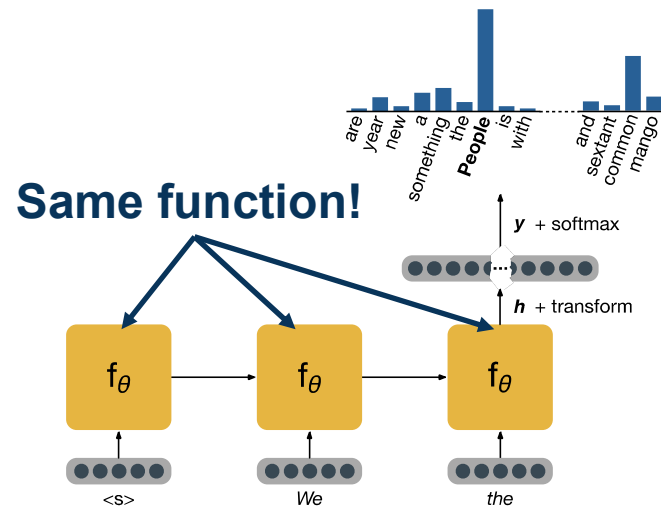 are
year
new
a
something
the
People
is
with
and
sextant
common
mango
Same function!
y + softmax
h + transform
fθ
fθ
fθ
<s>
We
the